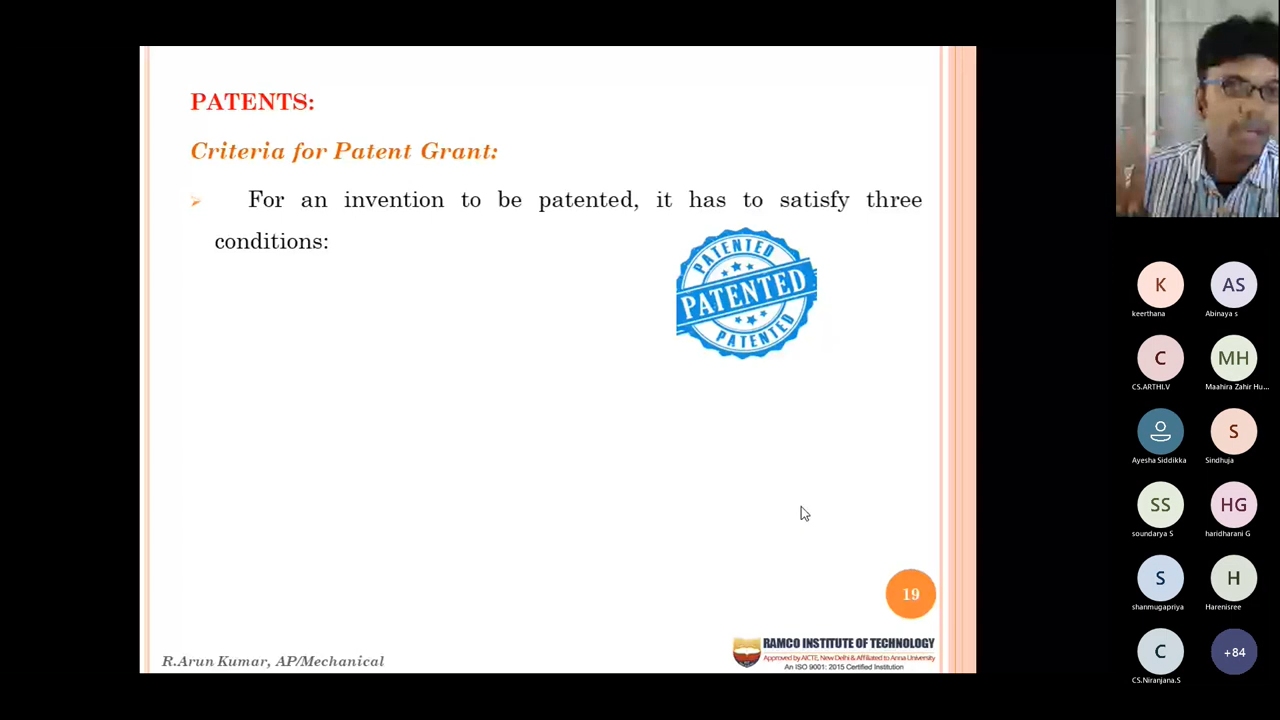 PATENTS:
Criteria for Patent Grant:
For an invention to be patented, it has to satisfy three
conditions:
PATENTED
PATENTED
PATENTED
19
R.Arun Kumar, AP/Mechanical
RAMCO INSTITUTE OF TECHNOLOGY
Approved by AICTE, New Delhi & Affiliated to Anna University
An ISO 9001: 2015 Certified Institution
K
AS
keerthana
Abinaya s
C
MH
CS.ARTHI.V
Maahira Zahir Hu...
S
Ayesha Siddikka
Sindhuja
SS
HG
soundarya S
haridharani G
S
H
shanmugapriya
Harenisree
C
+84
CS.Niranjana.S